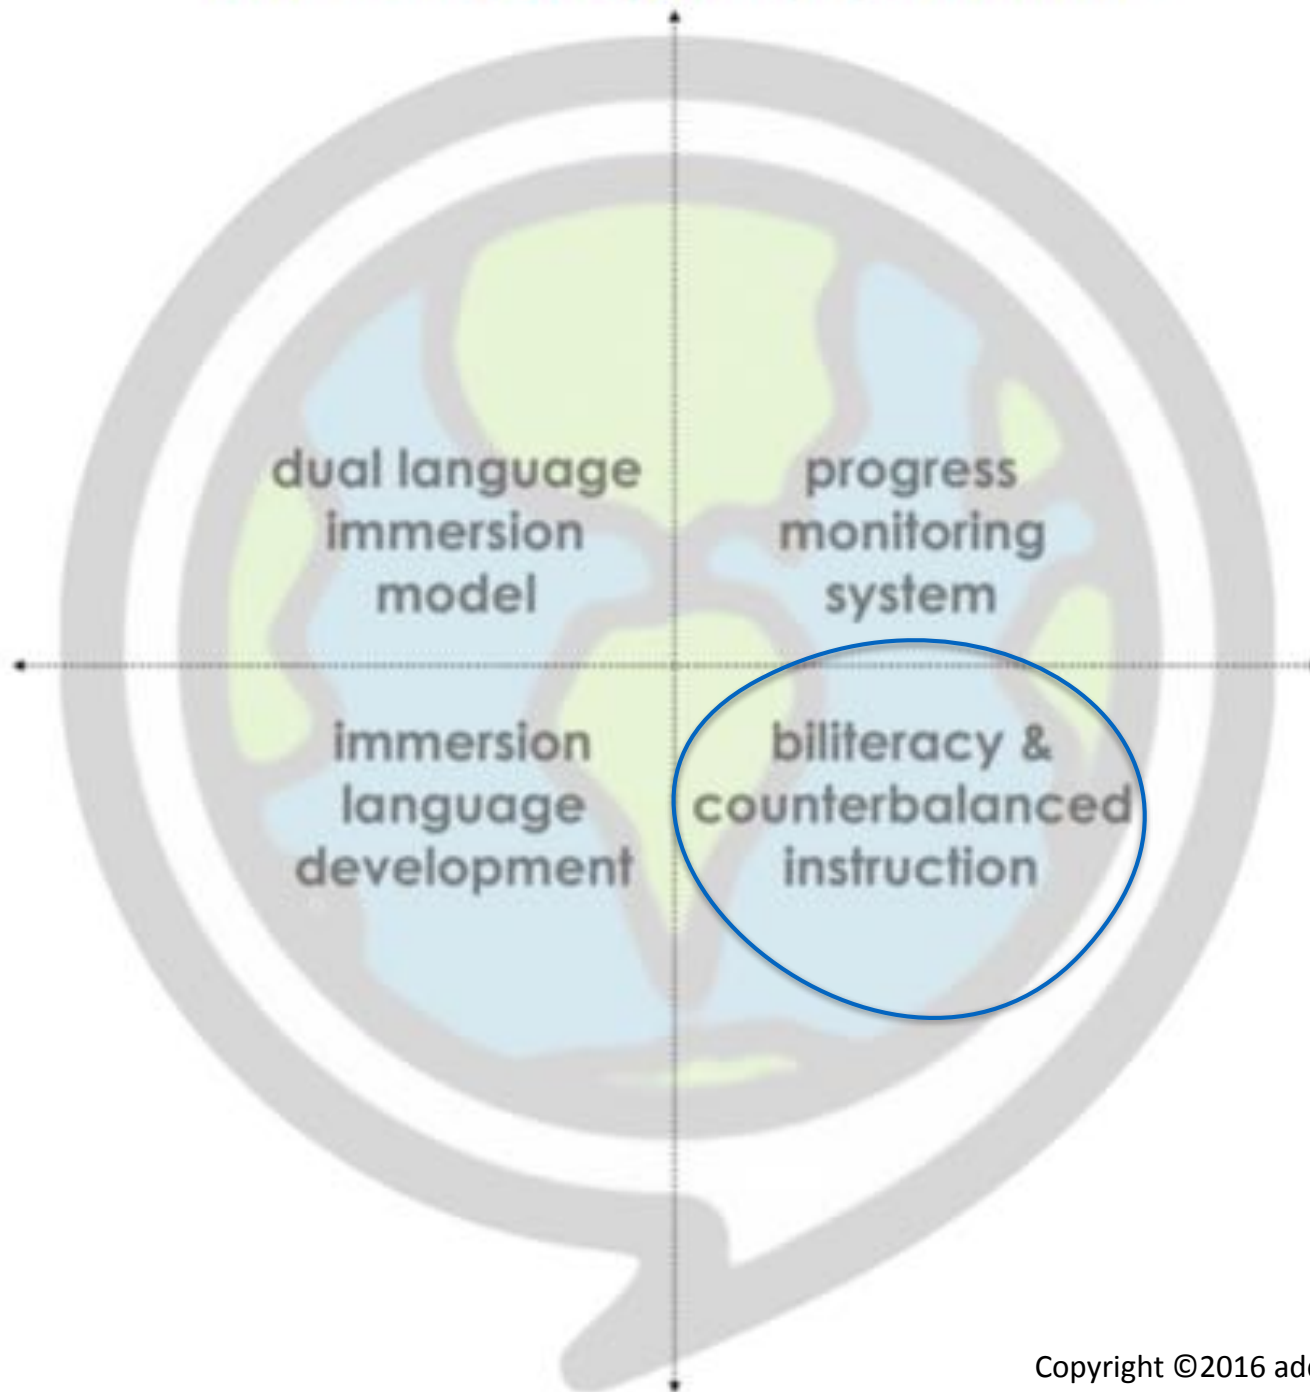 dual language
immersion
model
progress
monitoring
system
immersion
language
development
biliteracy &
counterbalanced
instruction
Copyright ©2016